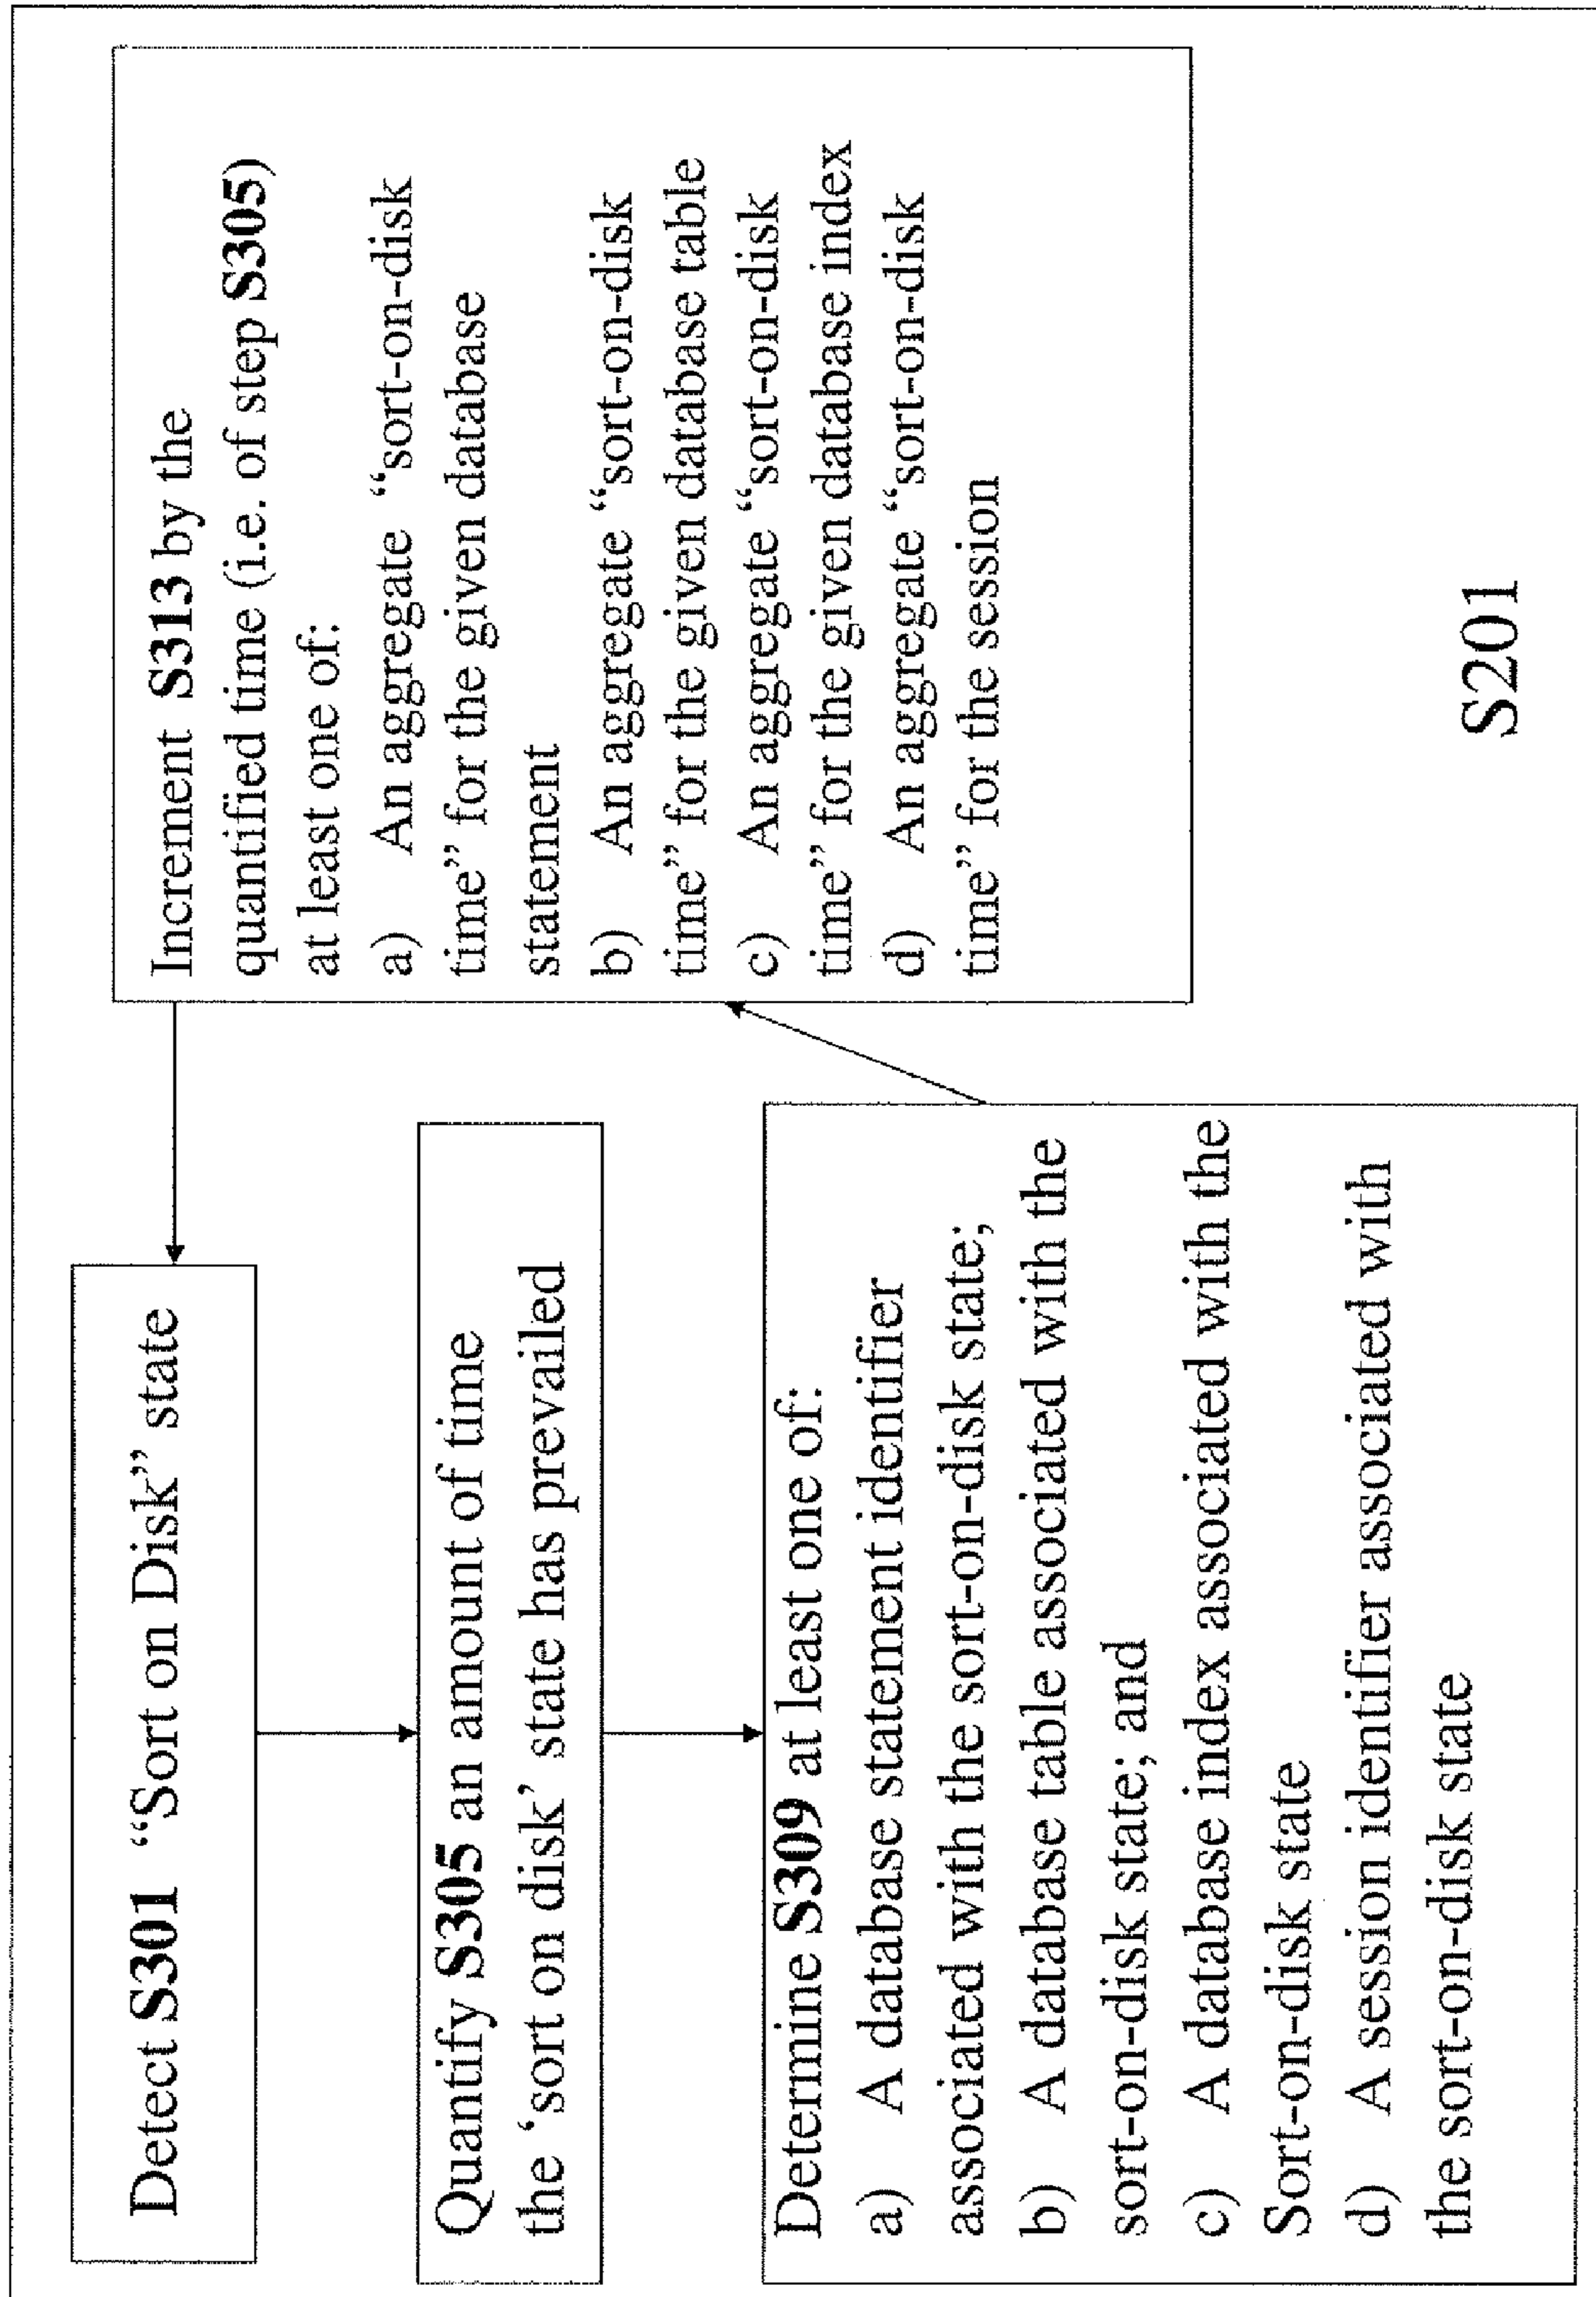 Detect S301 “Sort on Disk” state
Quantify S305 an amount of time
the ‘sort on disk’ state has prevailed
Determine S309 at least one of:
a) A database statement identifier
associated with the sort-on-disk state;
b) A database table associated with the
sort-on-disk state; and
c) A database index associated with the
Sort-on-disk state
d) A session identifier associated with
the sort-on-disk state
Increment S313 by the
quantified time (i.e. of step S305)
at least one of:
a) An aggregate “sort-on-disk
time” for the given database
statement
b) An aggregate “sort-on-disk
time” for the given database table
c) An aggregate “sort-on-disk
time” for the given database index
d) An aggregate “sort-on-disk
time” for the session
S201